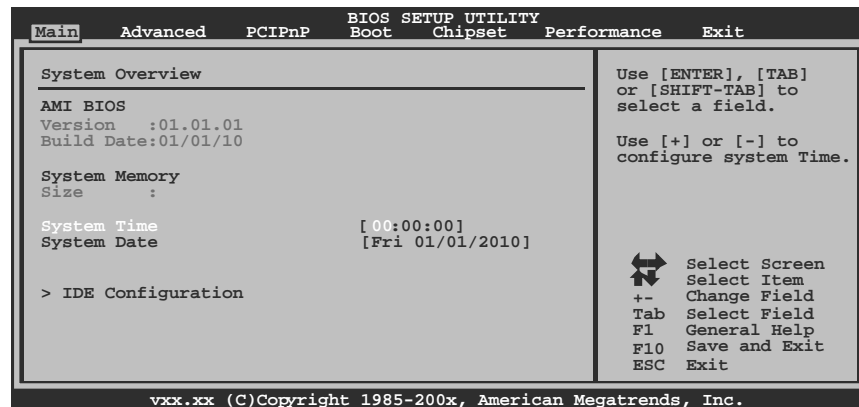 BIOS SETUP UTILITY
Main Advanced PCIPnP Boot Chipset Performance Exit
System Overview
AMI BIOS
Version :01.01.01
Build Date:01/01/10
System Memory
Size :
System Time [ 00:00:00]
System Date [Fri 01/01/2010]
> IDE Configuration
Use [ENTER], [TAB]
or [SHIFT-TAB] to
select a field.
Use [+] or [-] to
configure system Time.
Select Screen
Select Item
+- Change Field
Tab Select Field
F1 General Help
F10 Save and Exit
ESC Exit
vxx.xx (C)Copyright 1985-200x, American Megatrends, Inc.